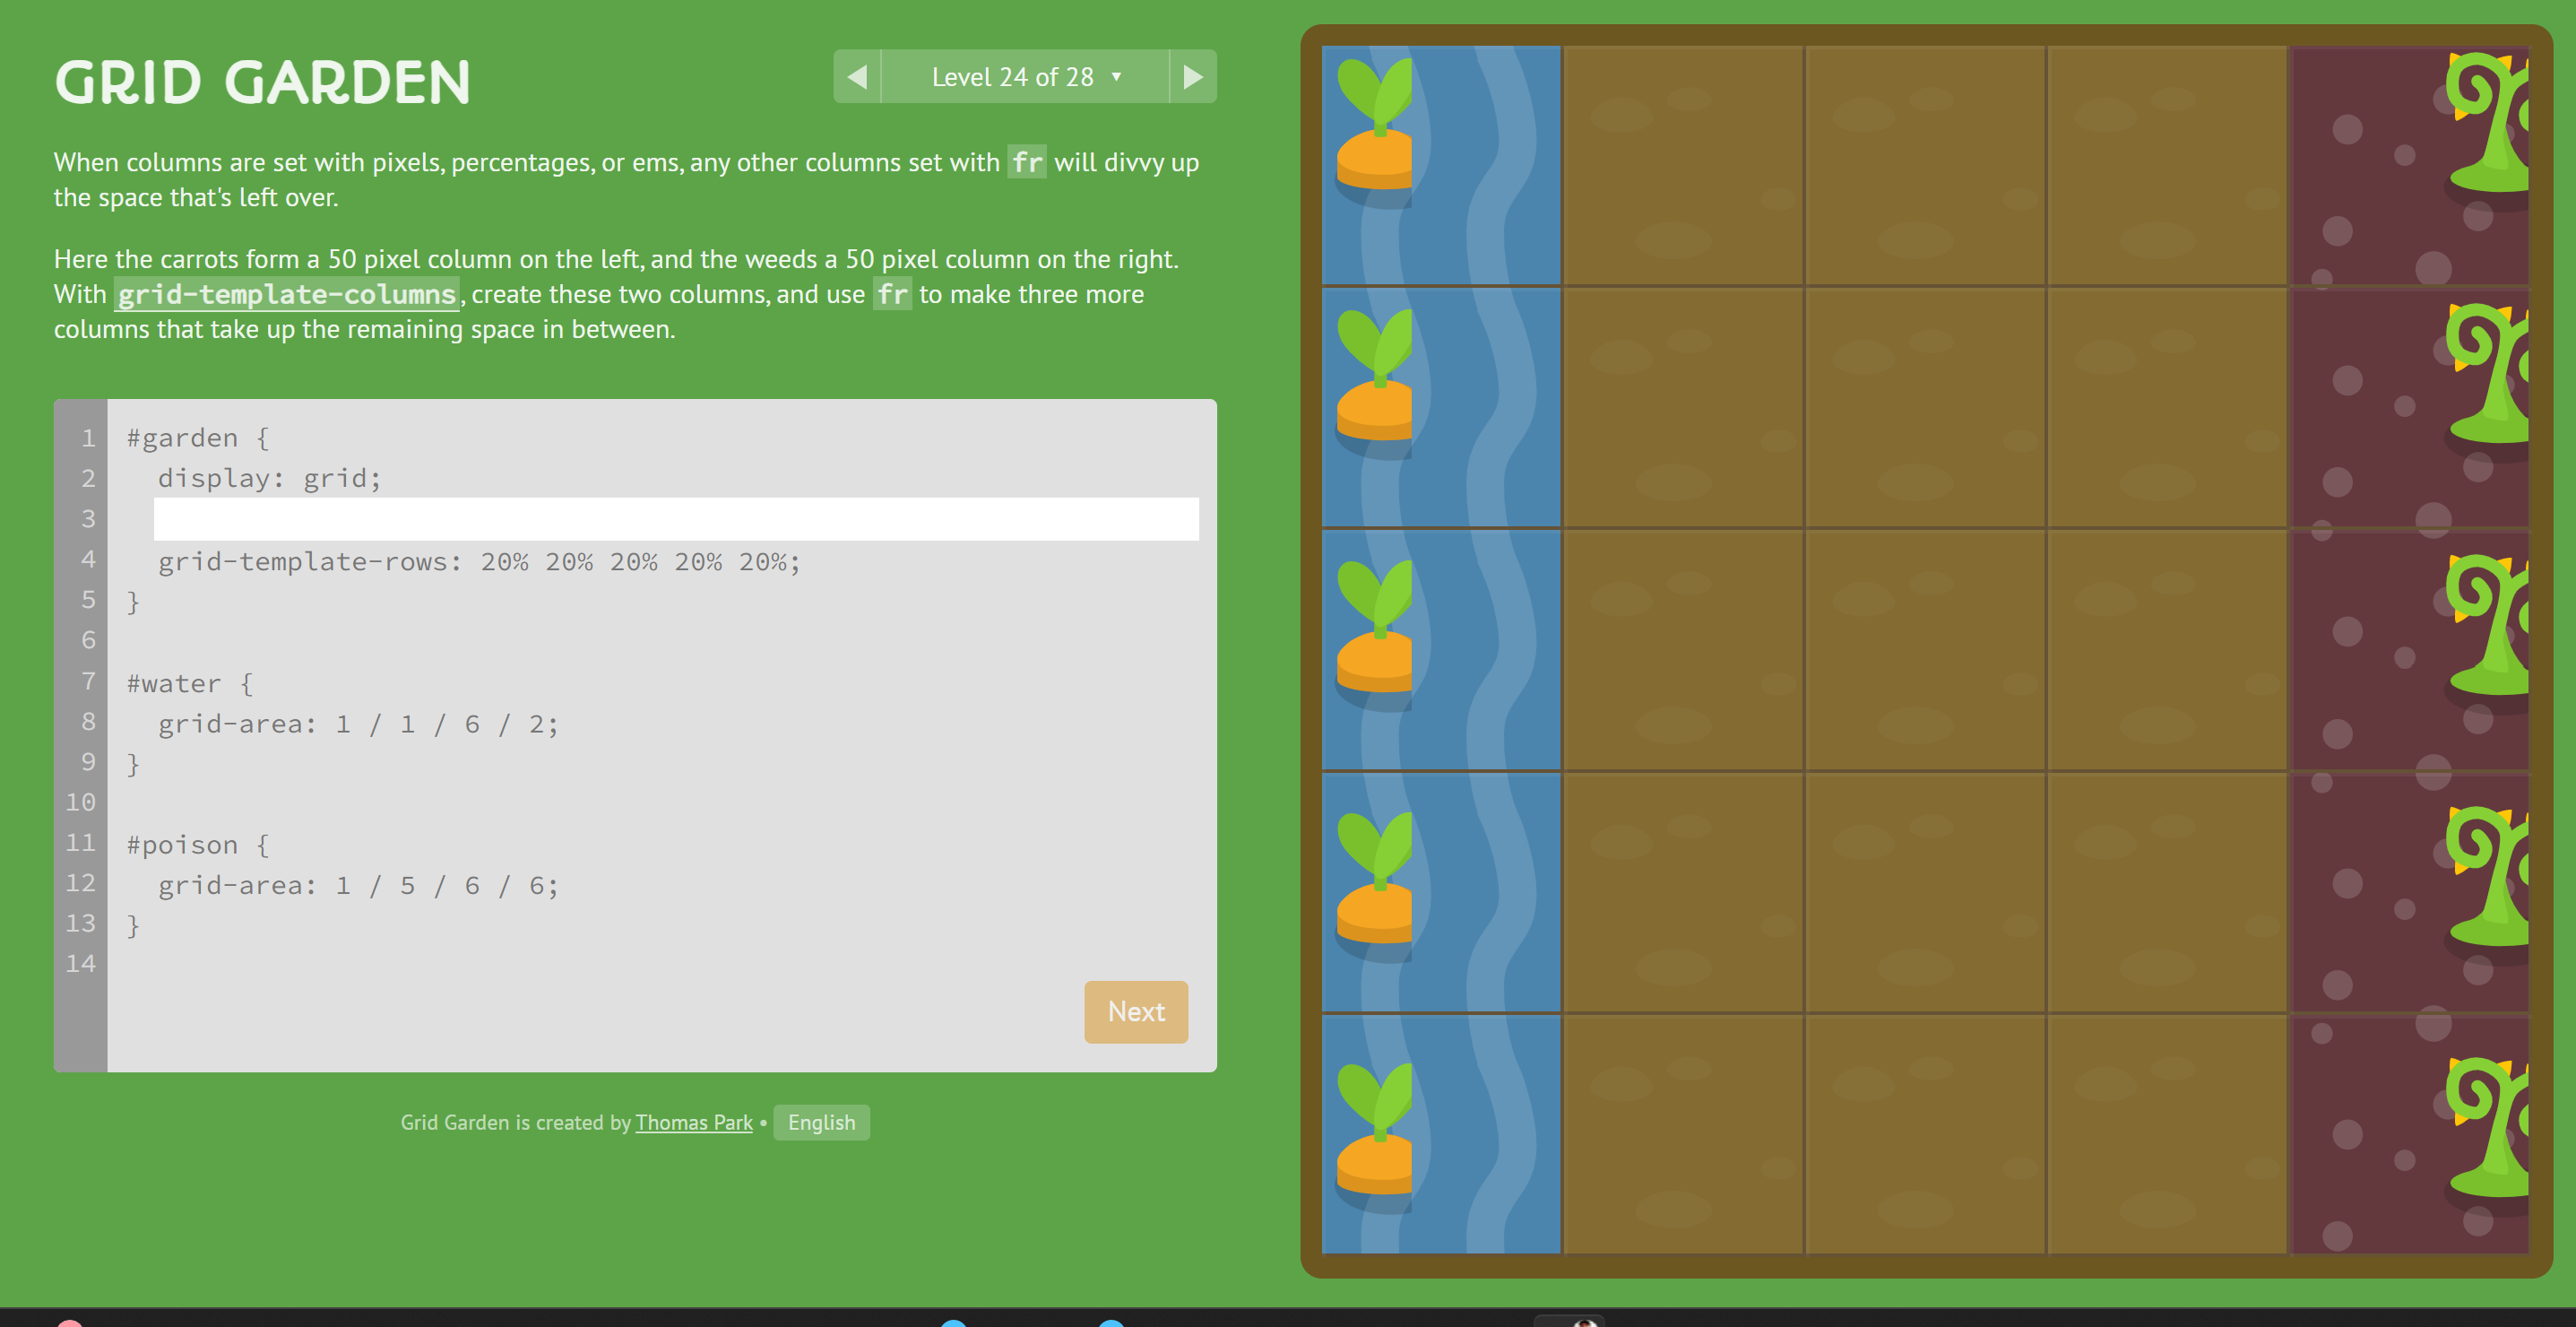 GRID GARDEN
Level 24 of 28 ▼
When columns are set with pixels, percentages, or ems, any other columns set with fr will divvy up
the space that's left over.
Here the carrots form a 50 pixel column on the left, and the weeds a 50 pixel column on the right.
With grid-template-columns, create these two columns, and use fr to make three more
columns that take up the remaining space in between.
1 #garden {
2 display: grid;
3
4 grid-template-rows: 20% 20% 20% 20% 20%;
5 }
6
7 #water {
8 grid-area: 1 / 1 / 6 / 2;
9 }
10
11 #poison {
12 grid-area: 1 / 5 / 6 / 6;
13 }
14
Next
Grid Garden is created by Thomas Park • English